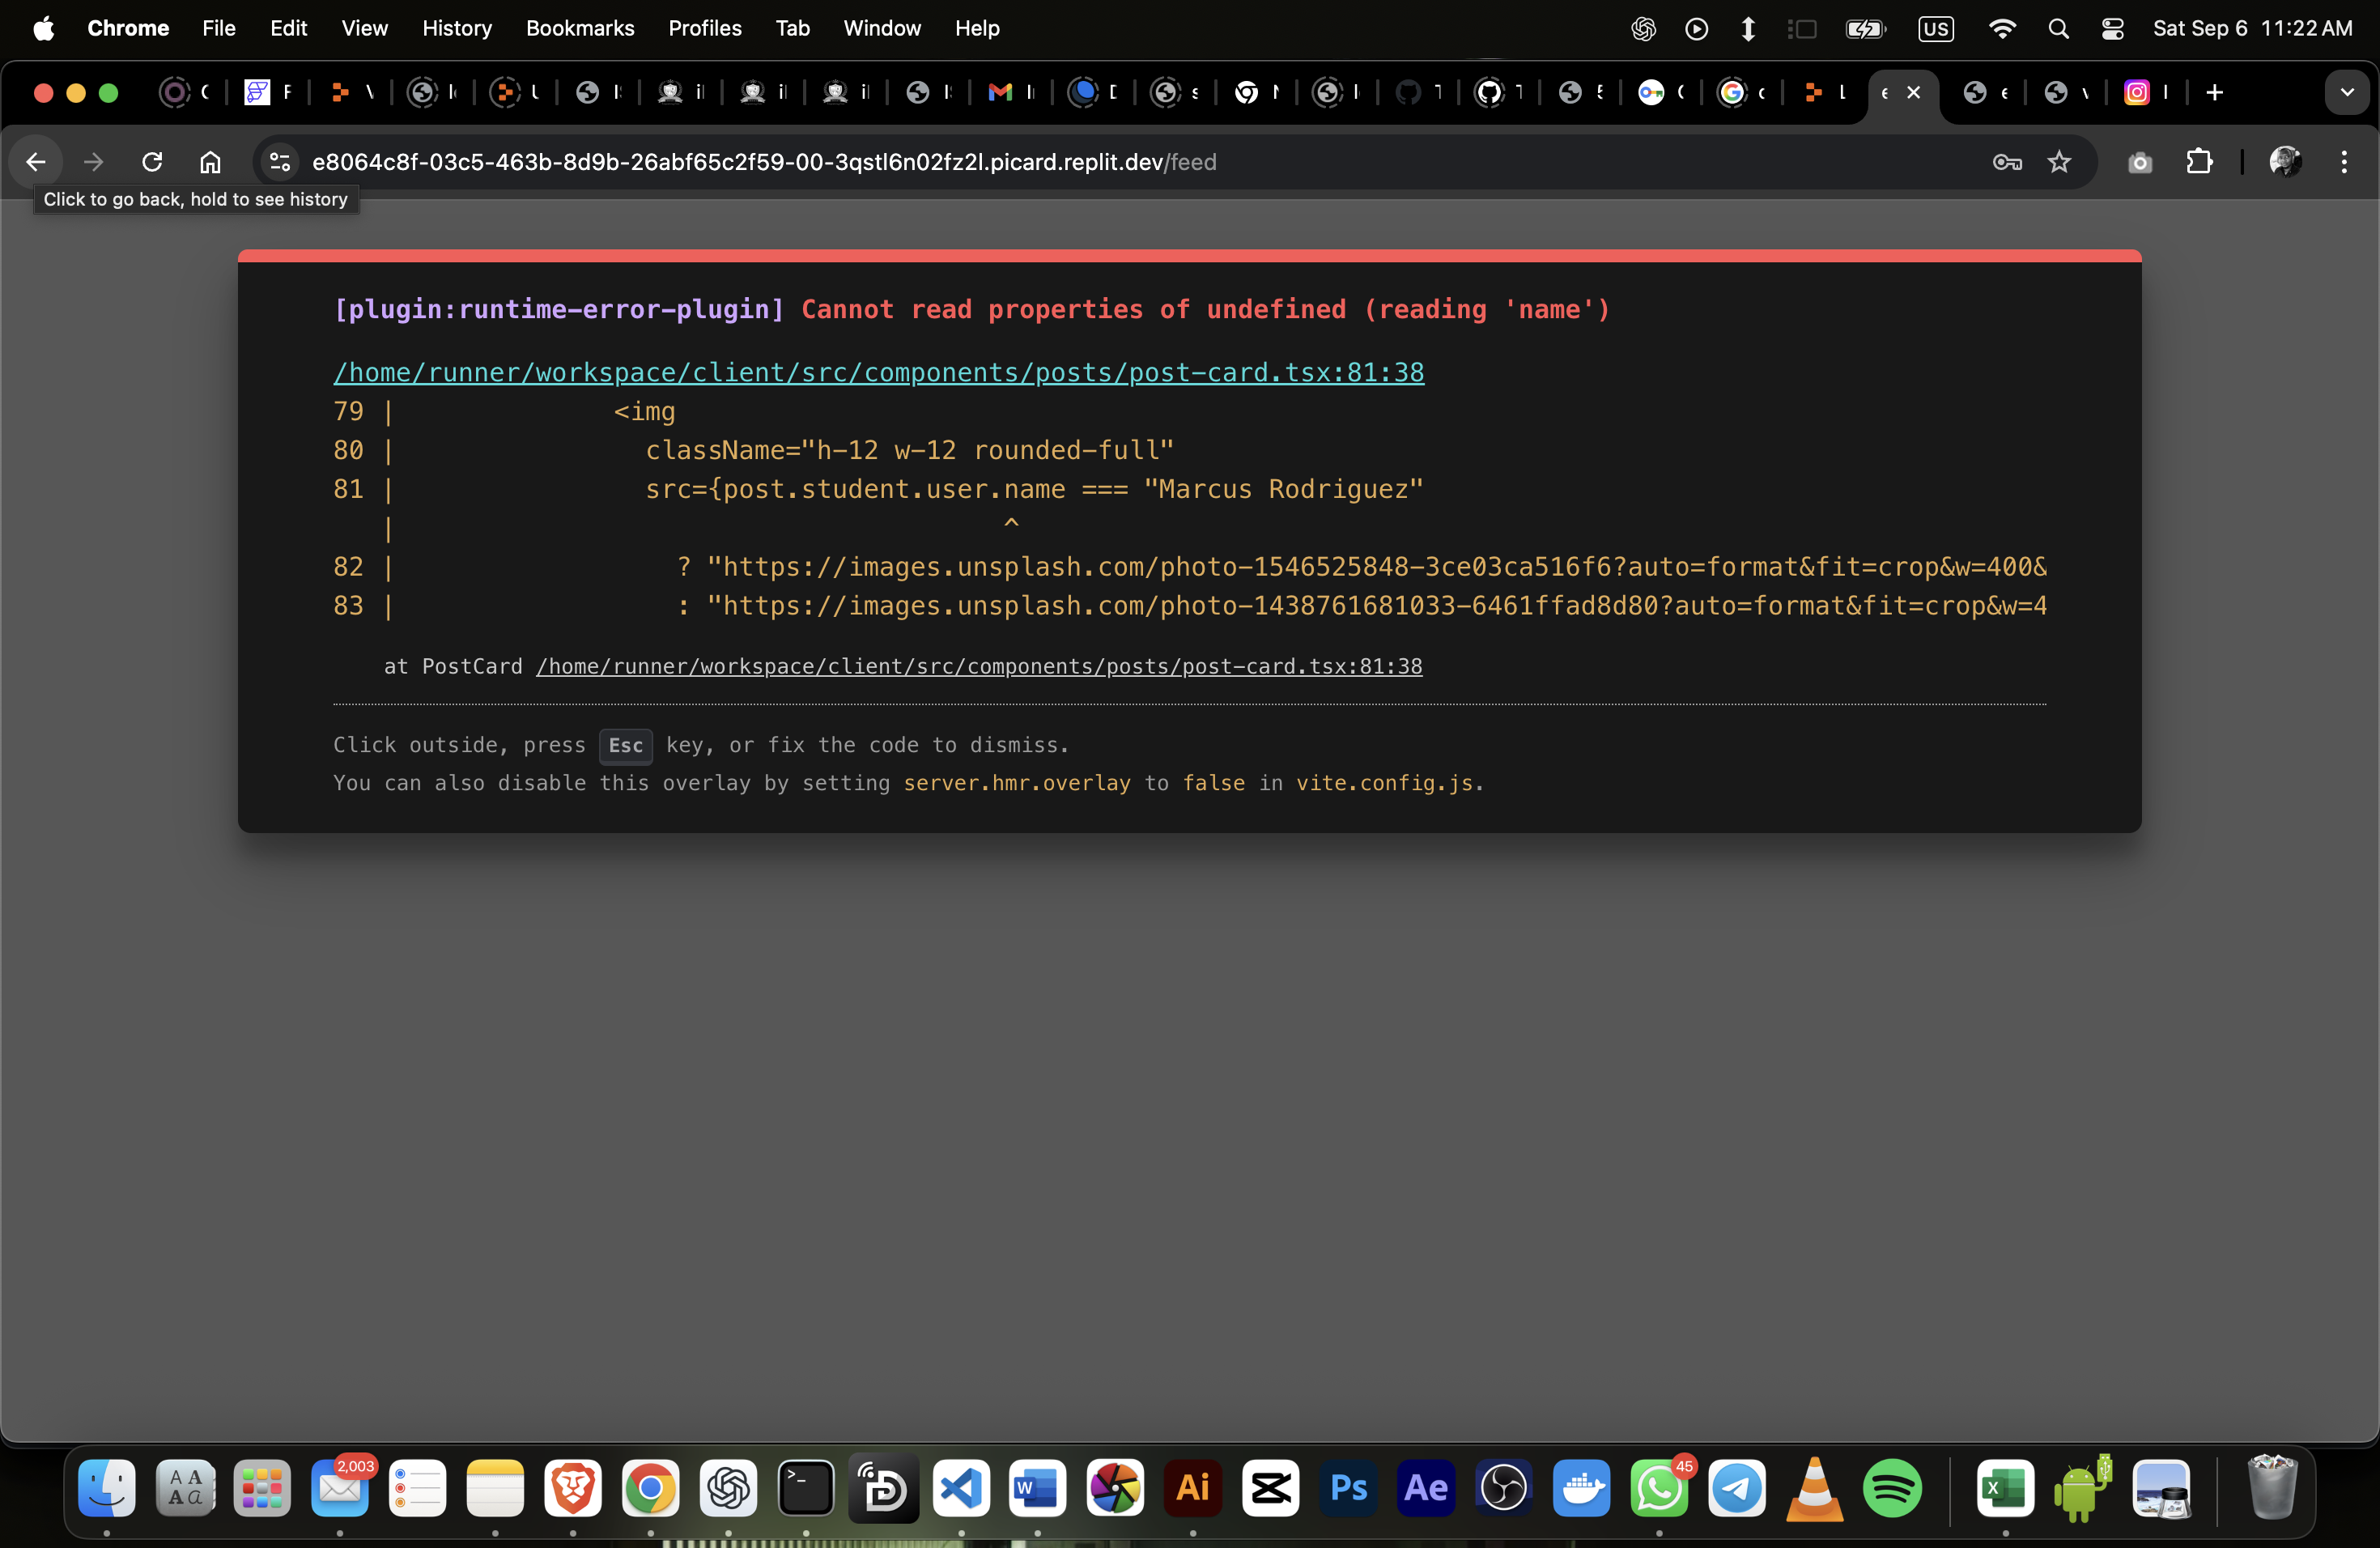 Chrome File Edit View History Bookmarks Profiles Tab Window Help US Sat Sep 6 11:22 AM
e8064c8f-03c5-463b-8d9b-26abf65c2f59-00-3qstl6n02fz2l.picard.replit.dev/feed
Click to go back, hold to see history
[plugin:runtime-error-plugin] Cannot read properties of undefined (reading 'name')
/home/runner/workspace/client/src/components/posts/post-card.tsx:81:38
79 | <img
80 | className="h-12 w-12 rounded-full"
81 | src={post.student.user.name === "Marcus Rodriguez"
| ^
82 | ? "https://images.unsplash.com/photo-1546525848-3ce03ca516f6?auto=format&fit=crop&w=400&
83 | : "https://images.unsplash.com/photo-1438761681033-6461ffad8d80?auto=format&fit=crop&w=4
at PostCard /home/runner/workspace/client/src/components/posts/post-card.tsx:81:38
Click outside, press Esc key, or fix the code to dismiss.
You can also disable this overlay by setting server.hmr.overlay to false in vite.config.js.
2,003
45
Ai Ps Ae